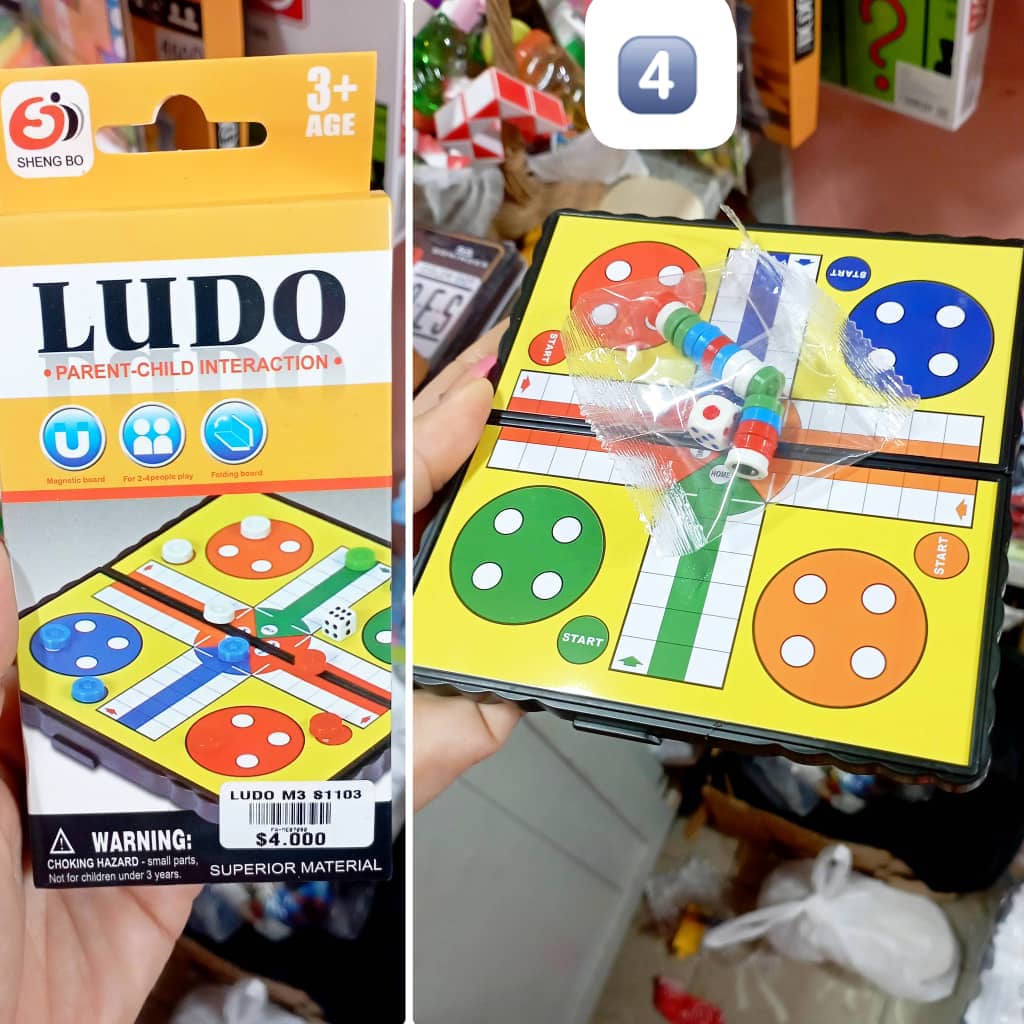 SHENG BO
3+
AGE
LUDO
• PARENT-CHILD INTERACTION •
Magnetic board
For 2-4people play
Folding board
LUDO M3 S1103
$4.000
WARNING:
CHOKING HAZARD - small parts,
Not for children under 3 years.
SUPERIOR MATERIAL
4
START
START
HOME
START
START